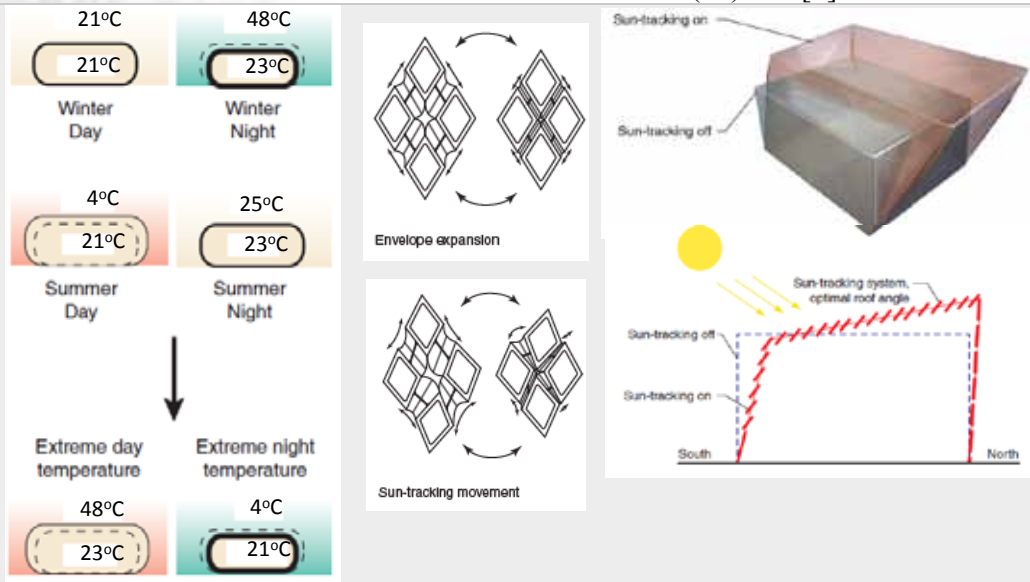 21°C
48°C
21°C
23°C
Winter
Day
Winter
Night
4°C
25°C
21°C
23°C
Summer
Day
Summer
Night
Extreme day
temperature
Extreme night
temperature
48°C
4°C
23°C
21°C
Envelope expansion
Sun-tracking movement
Sun-tracking on
Sun-tracking off
Sun-tracking system,
optimal roof angle
Sun-tracking off
Sun-tracking on
South
North